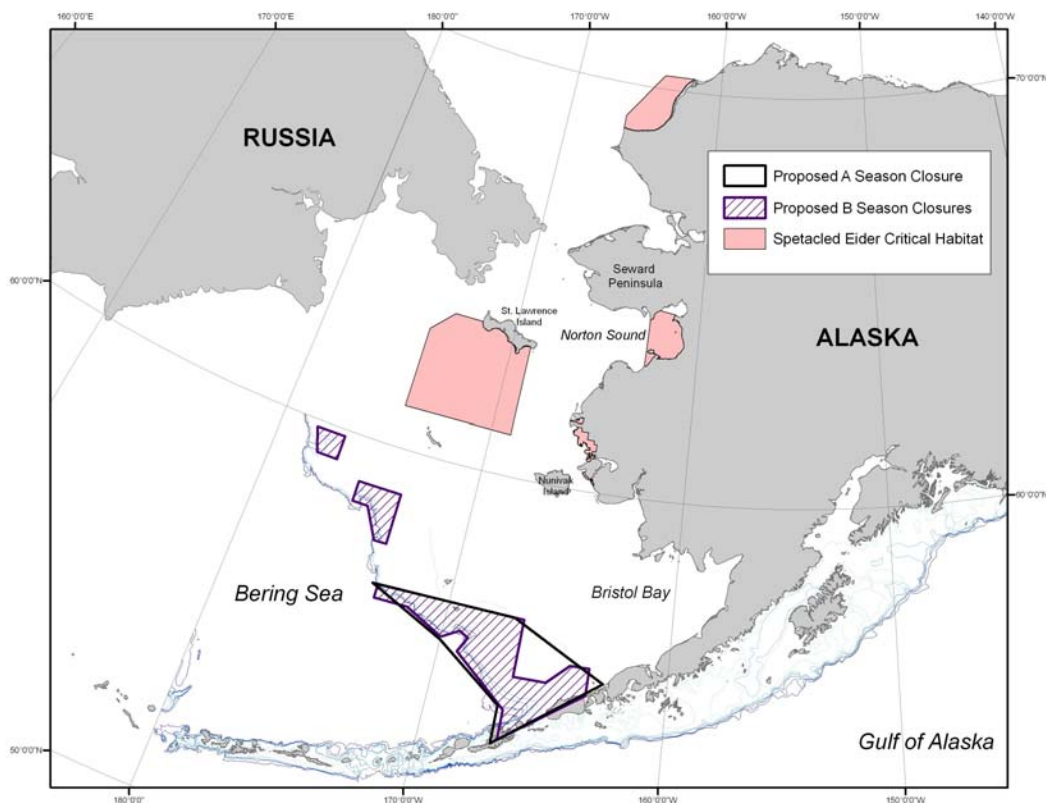 160°0'0"E
170°0'0"E
180°0'0"
170°0'0"W
160°0'0"W
150°0'0"W
140°0'0"W
70°0'0"N
RUSSIA
Proposed A Season Closure
Proposed B Season Closures
Spetacled Eider Critical Habitat
Seward
Peninsula
60°0'0"N
St. Lawrence
Island
Norton Sound
ALASKA
Nunivak
Island
60°0'0"N
Bering Sea
Bristol Bay
Gulf of Alaska
50°0'0"N
180°0'0"
170°0'0"W
160°0'0"W
150°0'0"W